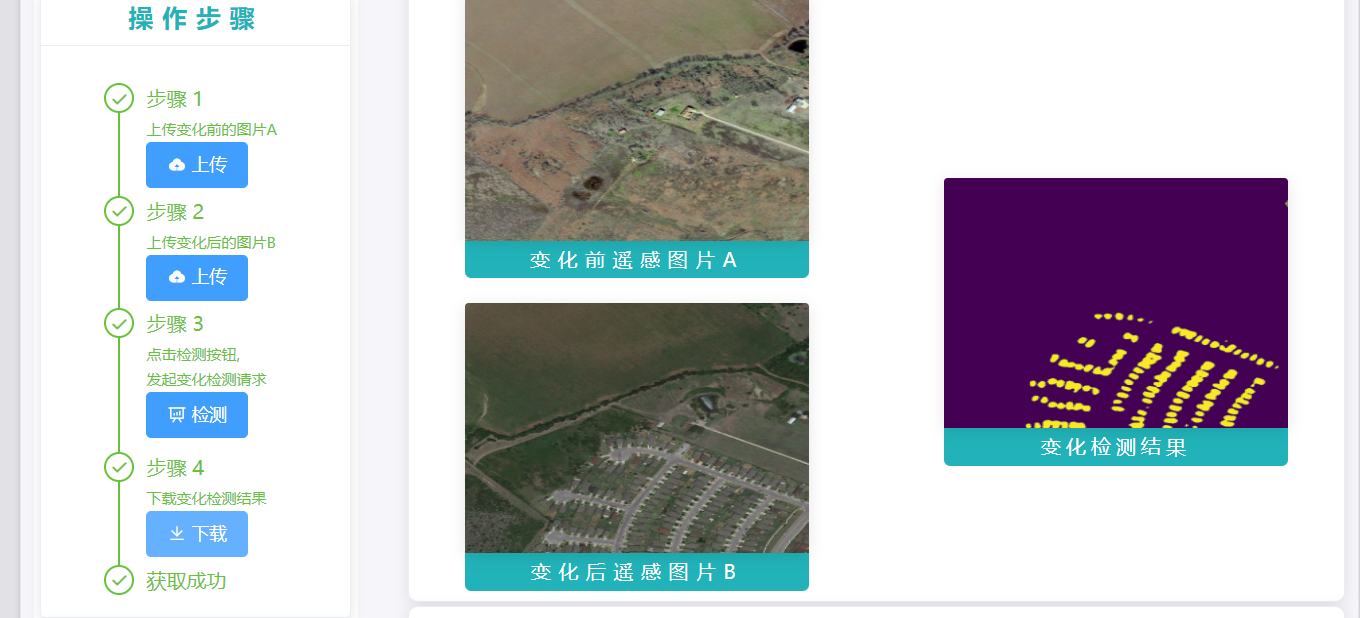 操作步骤
步骤 1
上传变化前的图片A
上传
步骤 2
上传变化后的图片B
上传
步骤 3
点击检测按钮,
发起变化检测请求
检测
步骤 4
下载变化检测结果
下载
获取成功
变化前遥感图片A
变化后遥感图片B
变化检测结果